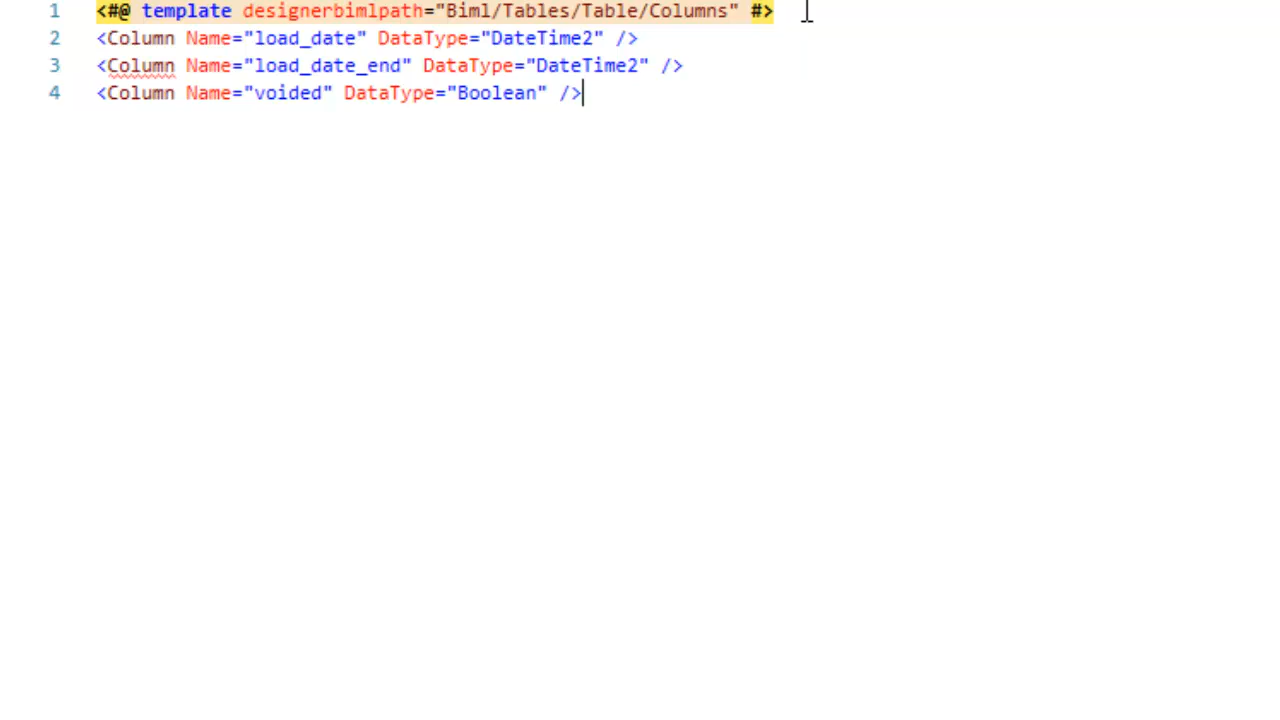 1 <#@ template designerbimlpath="Biml/Tables/Table/Columns" #>
2 <Column Name="load_date" DataType="DateTime2" />
3 <Column Name="load_date_end" DataType="DateTime2" />
4 <Column Name="voided" DataType="Boolean" />